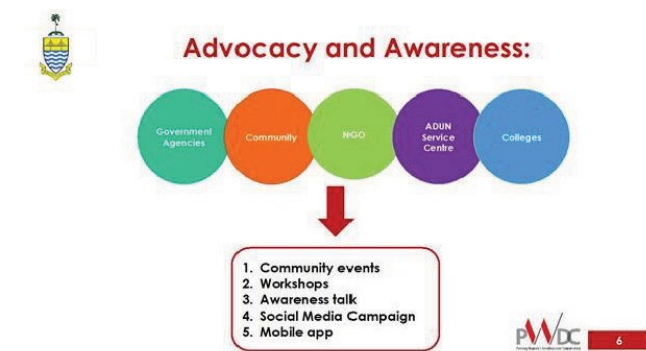 Advocacy and Awareness:
Government
Agencies
Community
NGO
ADUN
Service
Centre
Colleges
1. Community events
2. Workshops
3. Awareness talk
4. Social Media Campaign
5. Mobile app
PWDC
6